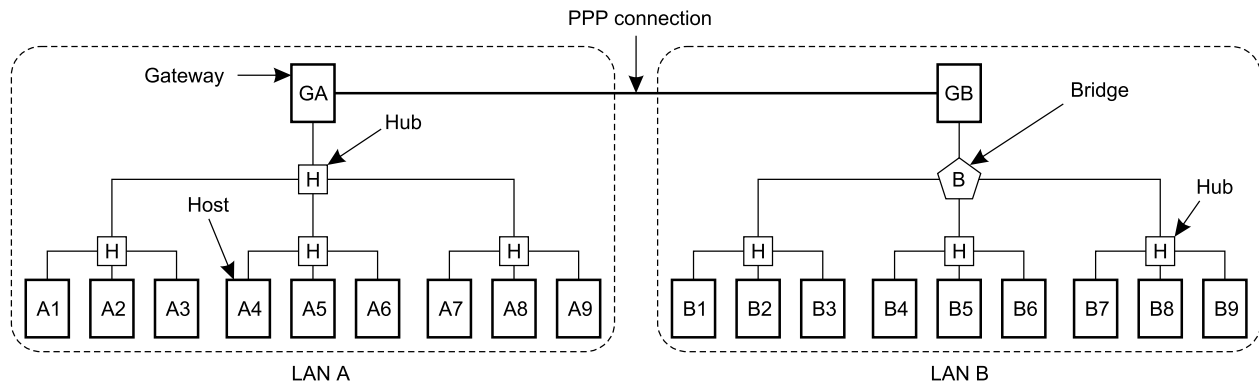 PPP connection
Gateway
GA
GB
Bridge
Hub
H
B
Host
Hub
H
H
H
H
H
H
A1
A2
A3
A4
A5
A6
A7
A8
A9
B1
B2
B3
B4
B5
B6
B7
B8
B9
LAN A
LAN B